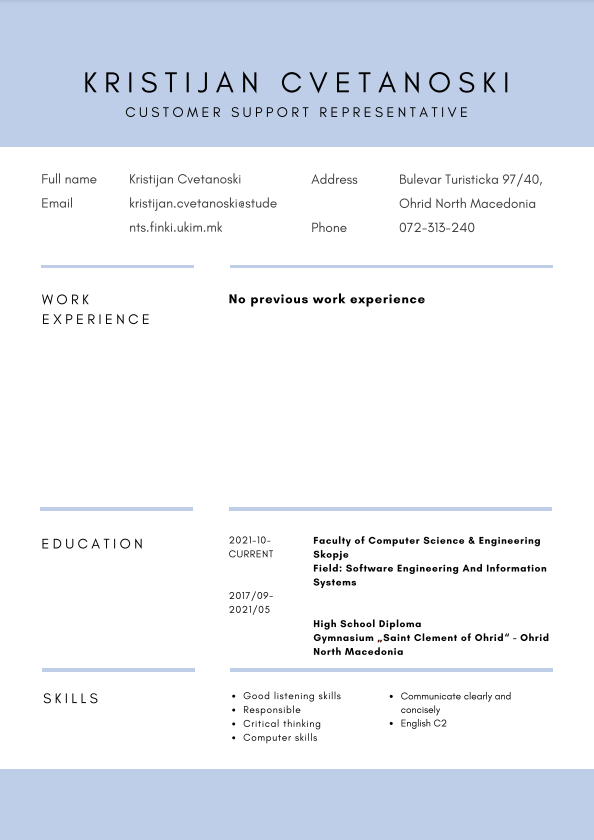 KRISTIJAN CVETANOSKI
CUSTOMER SUPPORT REPRESENTATIVE
Full name Kristijan Cvetanoski
Email kristijan.cvetanoski@stude
nts.finki.ukim.mk
Address Bulevar Turisticka 97/40,
Ohrid North Macedonia
Phone 072-313-240
WORK
EXPERIENCE
No previous work experience
EDUCATION
2021-10-
CURRENT
Faculty of Computer Science & Engineering
Skopje
Field: Software Engineering And Information
Systems
2017/09-
2021/05
High School Diploma
Gymnasium „Saint Clement of Ohrid“ - Ohrid
North Macedonia
SKILLS
• Good listening skills
• Responsible
• Critical thinking
• Computer skills
• Communicate clearly and
concisely
• English C2